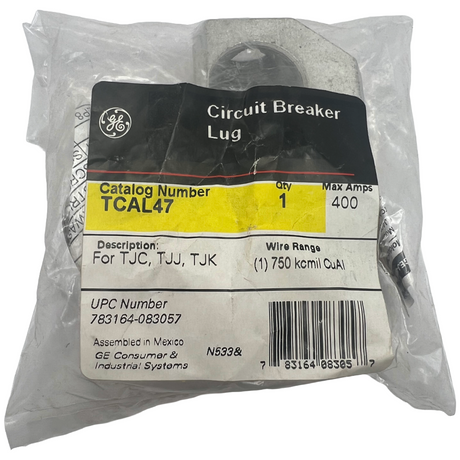 GE
Circuit Breaker
Lug
Catalog Number Qty Max Amps
TCAL47 1 400
Description: Wire Range
For TJC, TJJ, TJK (1) 750 kcmil CuAl
UPC Number
783164-083057
Assembled in Mexico
GE Consumer & N533&
Industrial Systems
7 83164 08305 7